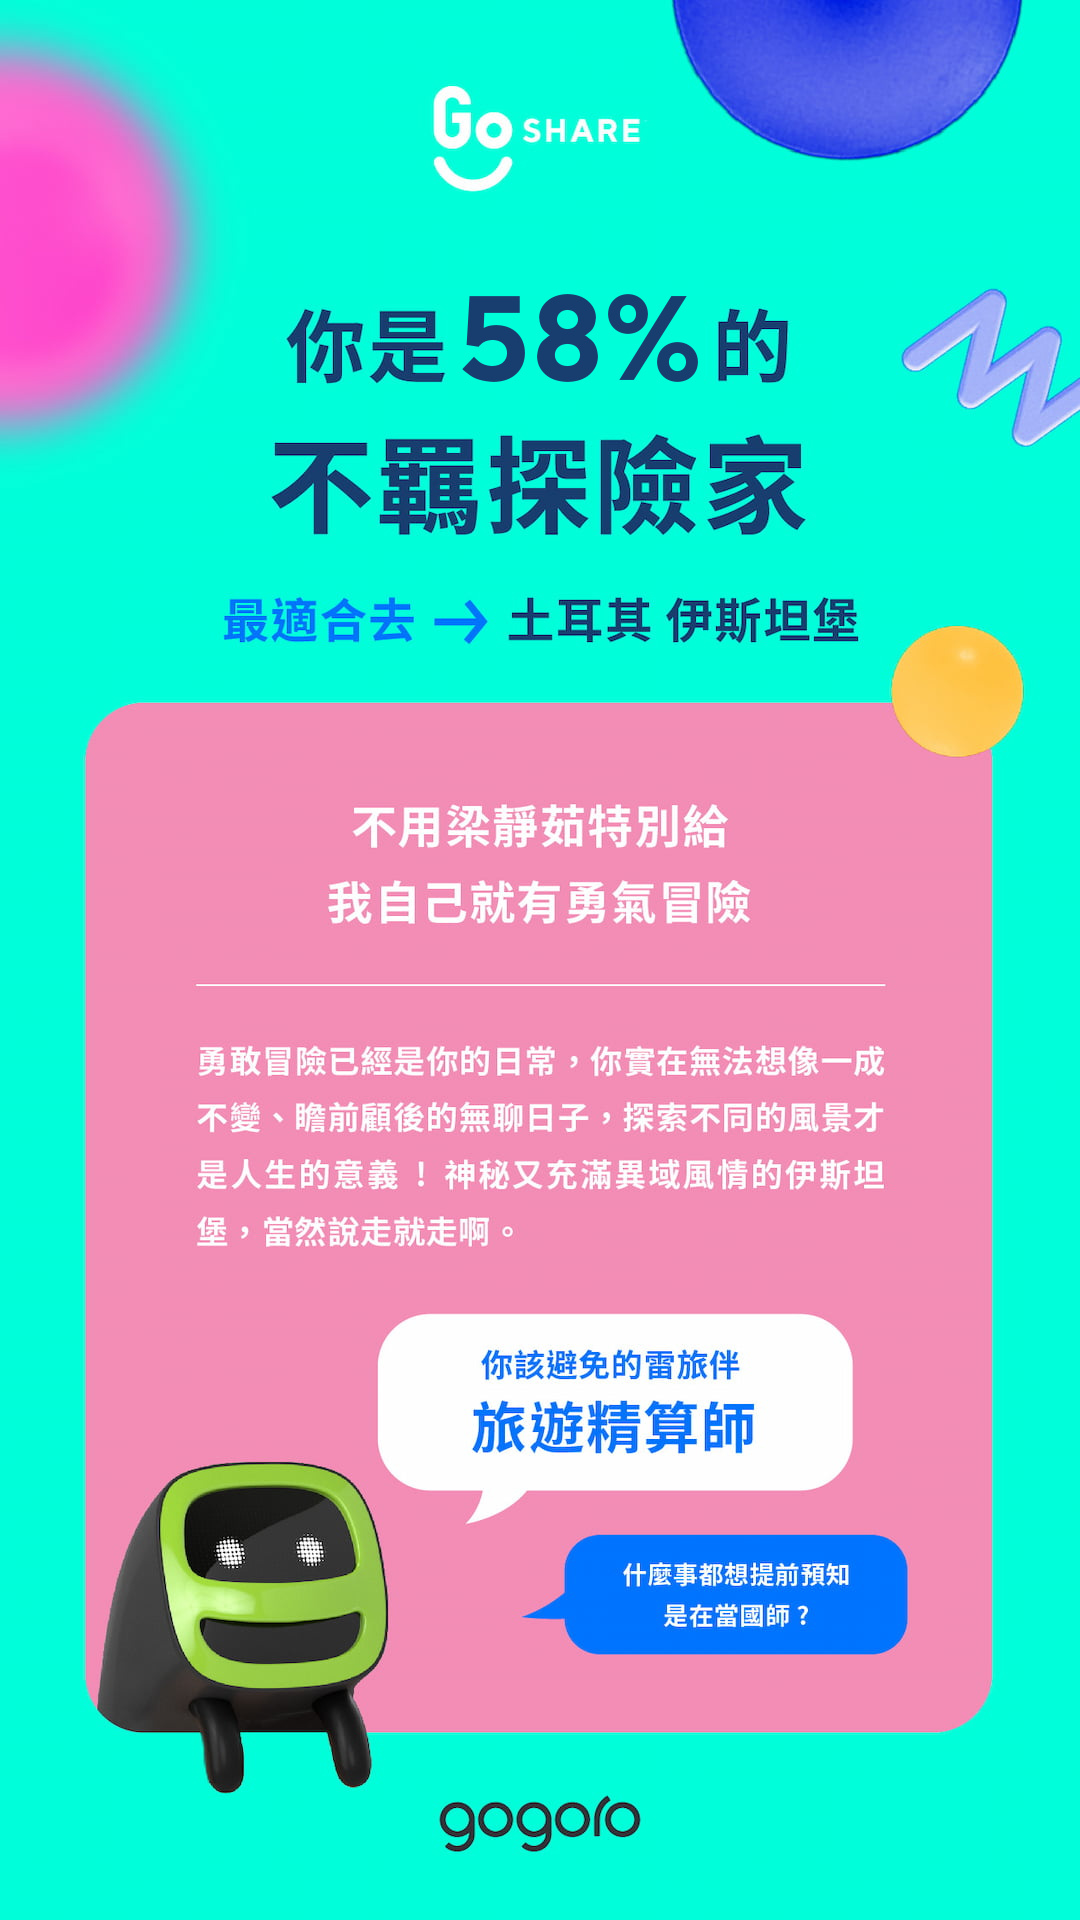 Go SHARE
你是58%的
不羈探險家
最適合去 → 土耳其 伊斯坦堡
不用梁靜茹特別給
我自己就有勇氣冒險
勇敢冒險已經是你的日常，你實在無法想像一成
不變、瞻前顧後的無聊日子，探索不同的風景才
是人生的意義！神秘又充滿異域風情的伊斯坦
堡，當然說走就走啊。
你該避免的雷旅伴
旅遊精算師
什麼事都想提前預知
是在當國師？
gogoro